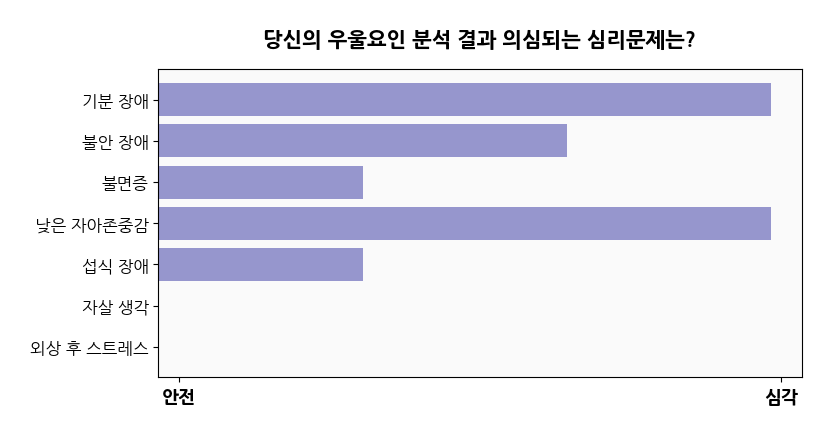 당신의 우울요인 분석 결과 의심되는 심리문제는?
기분 장애
불안 장애
불면증
낮은 자아존중감
섭식 장애
자살 생각
외상 후 스트레스
안전 심각